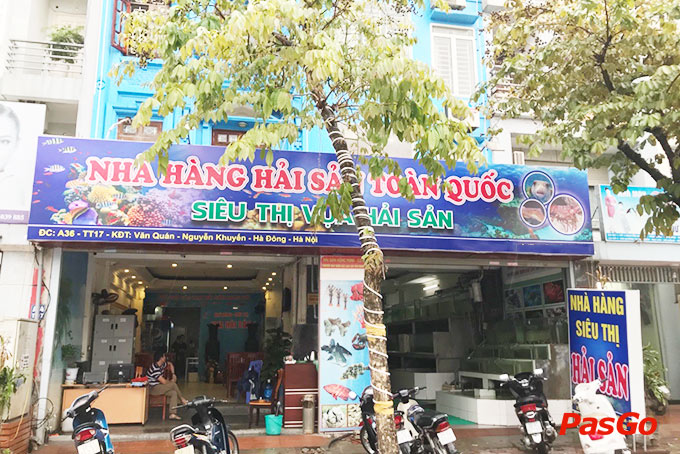 NHÀ HÀNG HẢI SẢN TOÀN QUỐC
SIÊU THỊ VỰA HẢI SẢN
ĐC: A36 - TT17 - KĐT: Văn Quán - Nguyễn Khuyến - Hà Đông - Hà Nội
NHÀ HÀNG
SIÊU THỊ
HẢI SẢN
PasGo